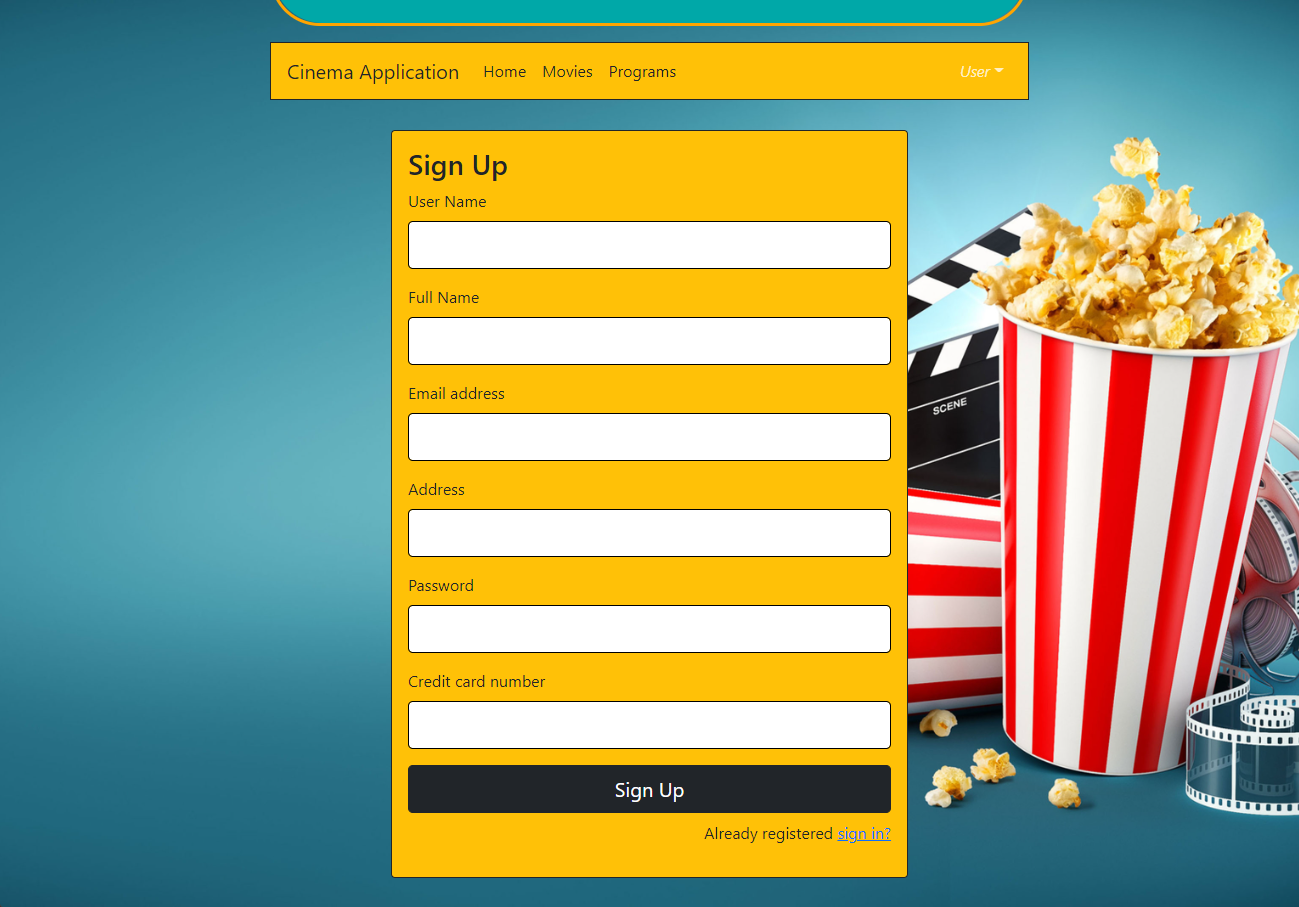 Cinema Application Home Movies Programs User
Sign Up
User Name
Full Name
Email address
Address
Password
Credit card number
Sign Up
Already registered sign in?
SCENE